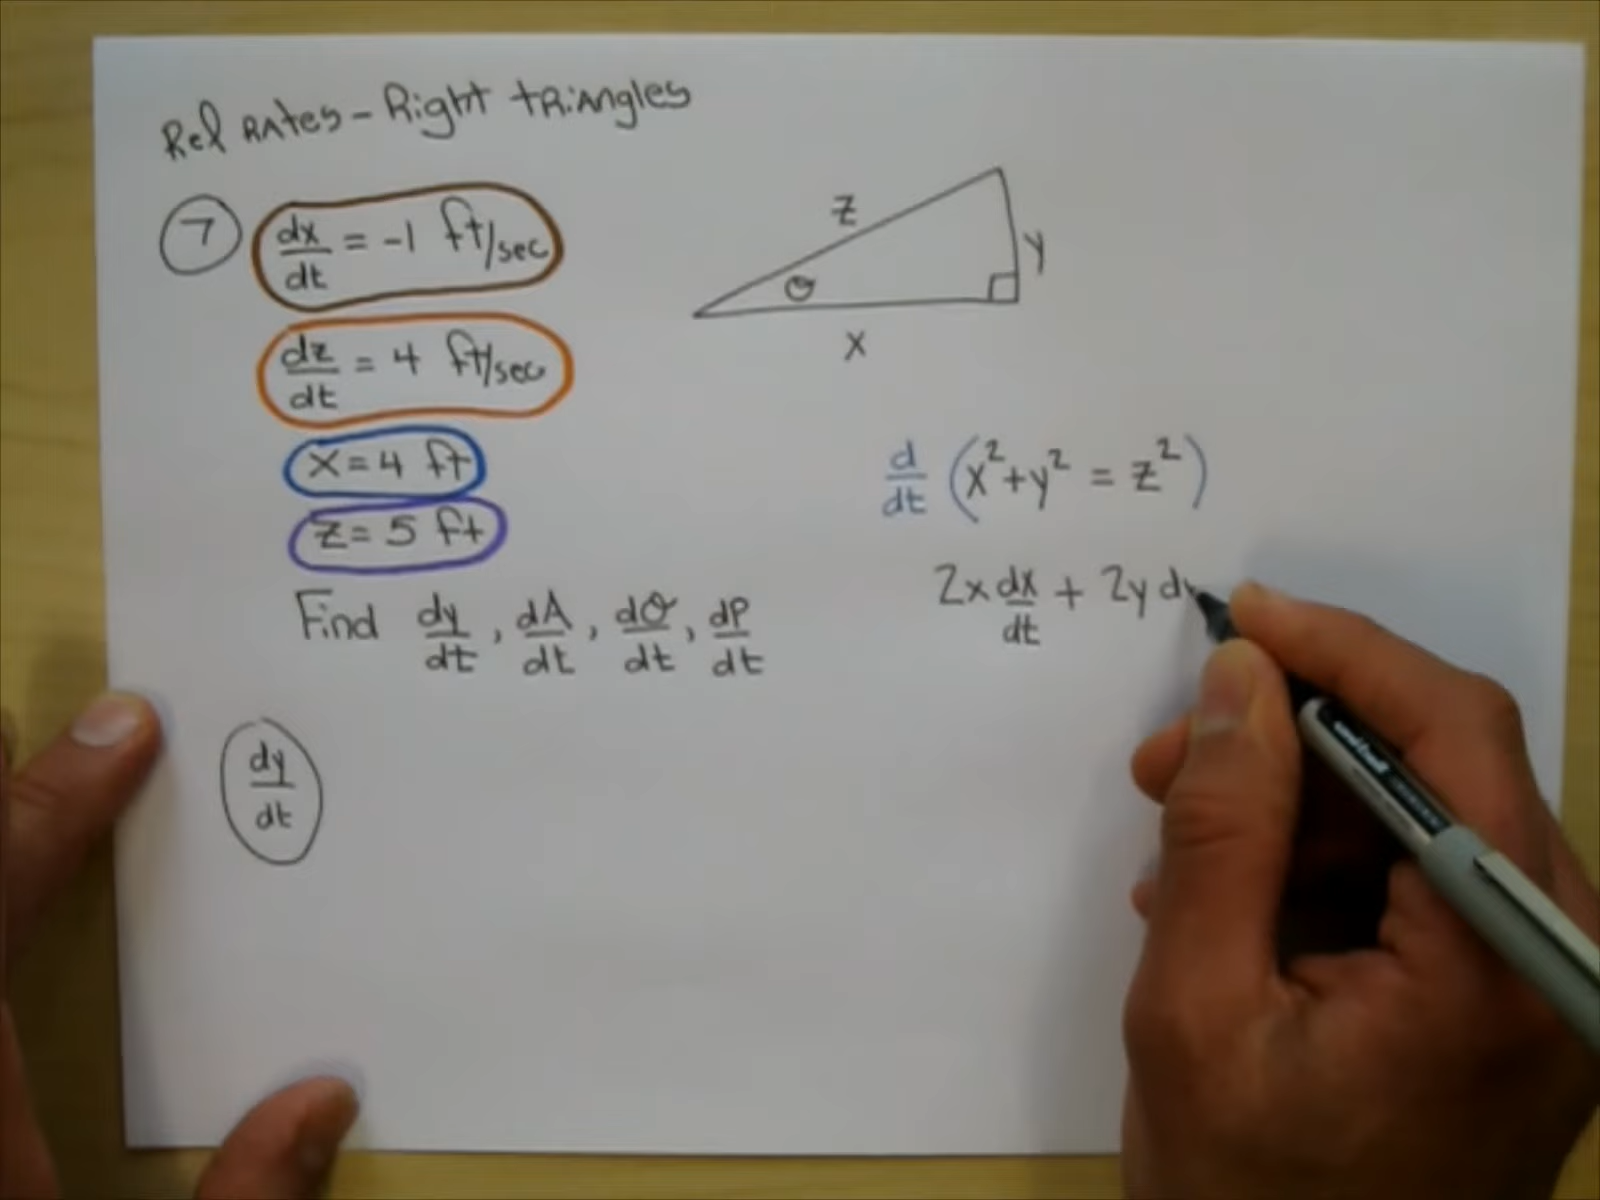 Rel Rates - Right triangles
7 dx/dt = -1 ft/sec
dz/dt = 4 ft/sec
x = 4 ft
z = 5 ft
Find dy/dt, dA/dt, dθ/dt, dP/dt
z
y
θ
x
d/dt (x² + y² = z²)
2x dx/dt + 2y dy
dy/dt